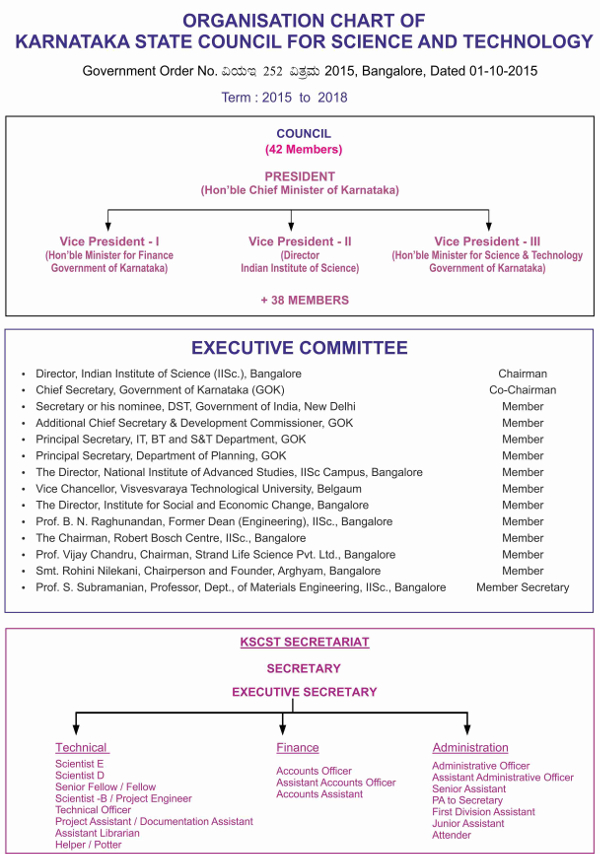 ORGANISATION CHART OF
KARNATAKA STATE COUNCIL FOR SCIENCE AND TECHNOLOGY
Government Order No. ವಿಯಇ 252 ವಿತ್ರಮ 2015, Bangalore, Dated 01-10-2015
Term : 2015 to 2018
COUNCIL
(42 Members)
PRESIDENT
(Hon'ble Chief Minister of Karnataka)
Vice President - I
(Hon'ble Minister for Finance
Government of Karnataka)
Vice President - II
(Director
Indian Institute of Science)
Vice President - III
(Hon'ble Minister for Science & Technology
Government of Karnataka)
+ 38 MEMBERS
EXECUTIVE COMMITTEE
• Director, Indian Institute of Science (IISc.), Bangalore Chairman
• Chief Secretary, Government of Karnataka (GOK) Co-Chairman
• Secretary or his nominee, DST, Government of India, New Delhi Member
• Additional Chief Secretary & Development Commissioner, GOK Member
• Principal Secretary, IT, BT and S&T Department, GOK Member
• Principal Secretary, Department of Planning, GOK Member
• The Director, National Institute of Advanced Studies, IISc Campus, Bangalore Member
• Vice Chancellor, Visvesvaraya Technological University, Belgaum Member
• The Director, Institute for Social and Economic Change, Bangalore Member
• Prof. B. N. Raghunandan, Former Dean (Engineering), IISc., Bangalore Member
• The Chairman, Robert Bosch Centre, IISc., Bangalore Member
• Prof. Vijay Chandru, Chairman, Strand Life Science Pvt. Ltd., Bangalore Member
• Smt. Rohini Nilekani, Chairperson and Founder, Arghyam, Bangalore Member
• Prof. S. Subramanian, Professor, Dept., of Materials Engineering, IISc., Bangalore Member Secretary
KSCST SECRETARIAT
SECRETARY
EXECUTIVE SECRETARY
Technical
Scientist E
Scientist D
Senior Fellow / Fellow
Scientist -B / Project Engineer
Technical Officer
Project Assistant / Documentation Assistant
Assistant Librarian
Helper / Potter
Finance
Accounts Officer
Assistant Accounts Officer
Accounts Assistant
Administration
Administrative Officer
Assistant Administrative Officer
Senior Assistant
PA to Secretary
First Division Assistant
Junior Assistant
Attender